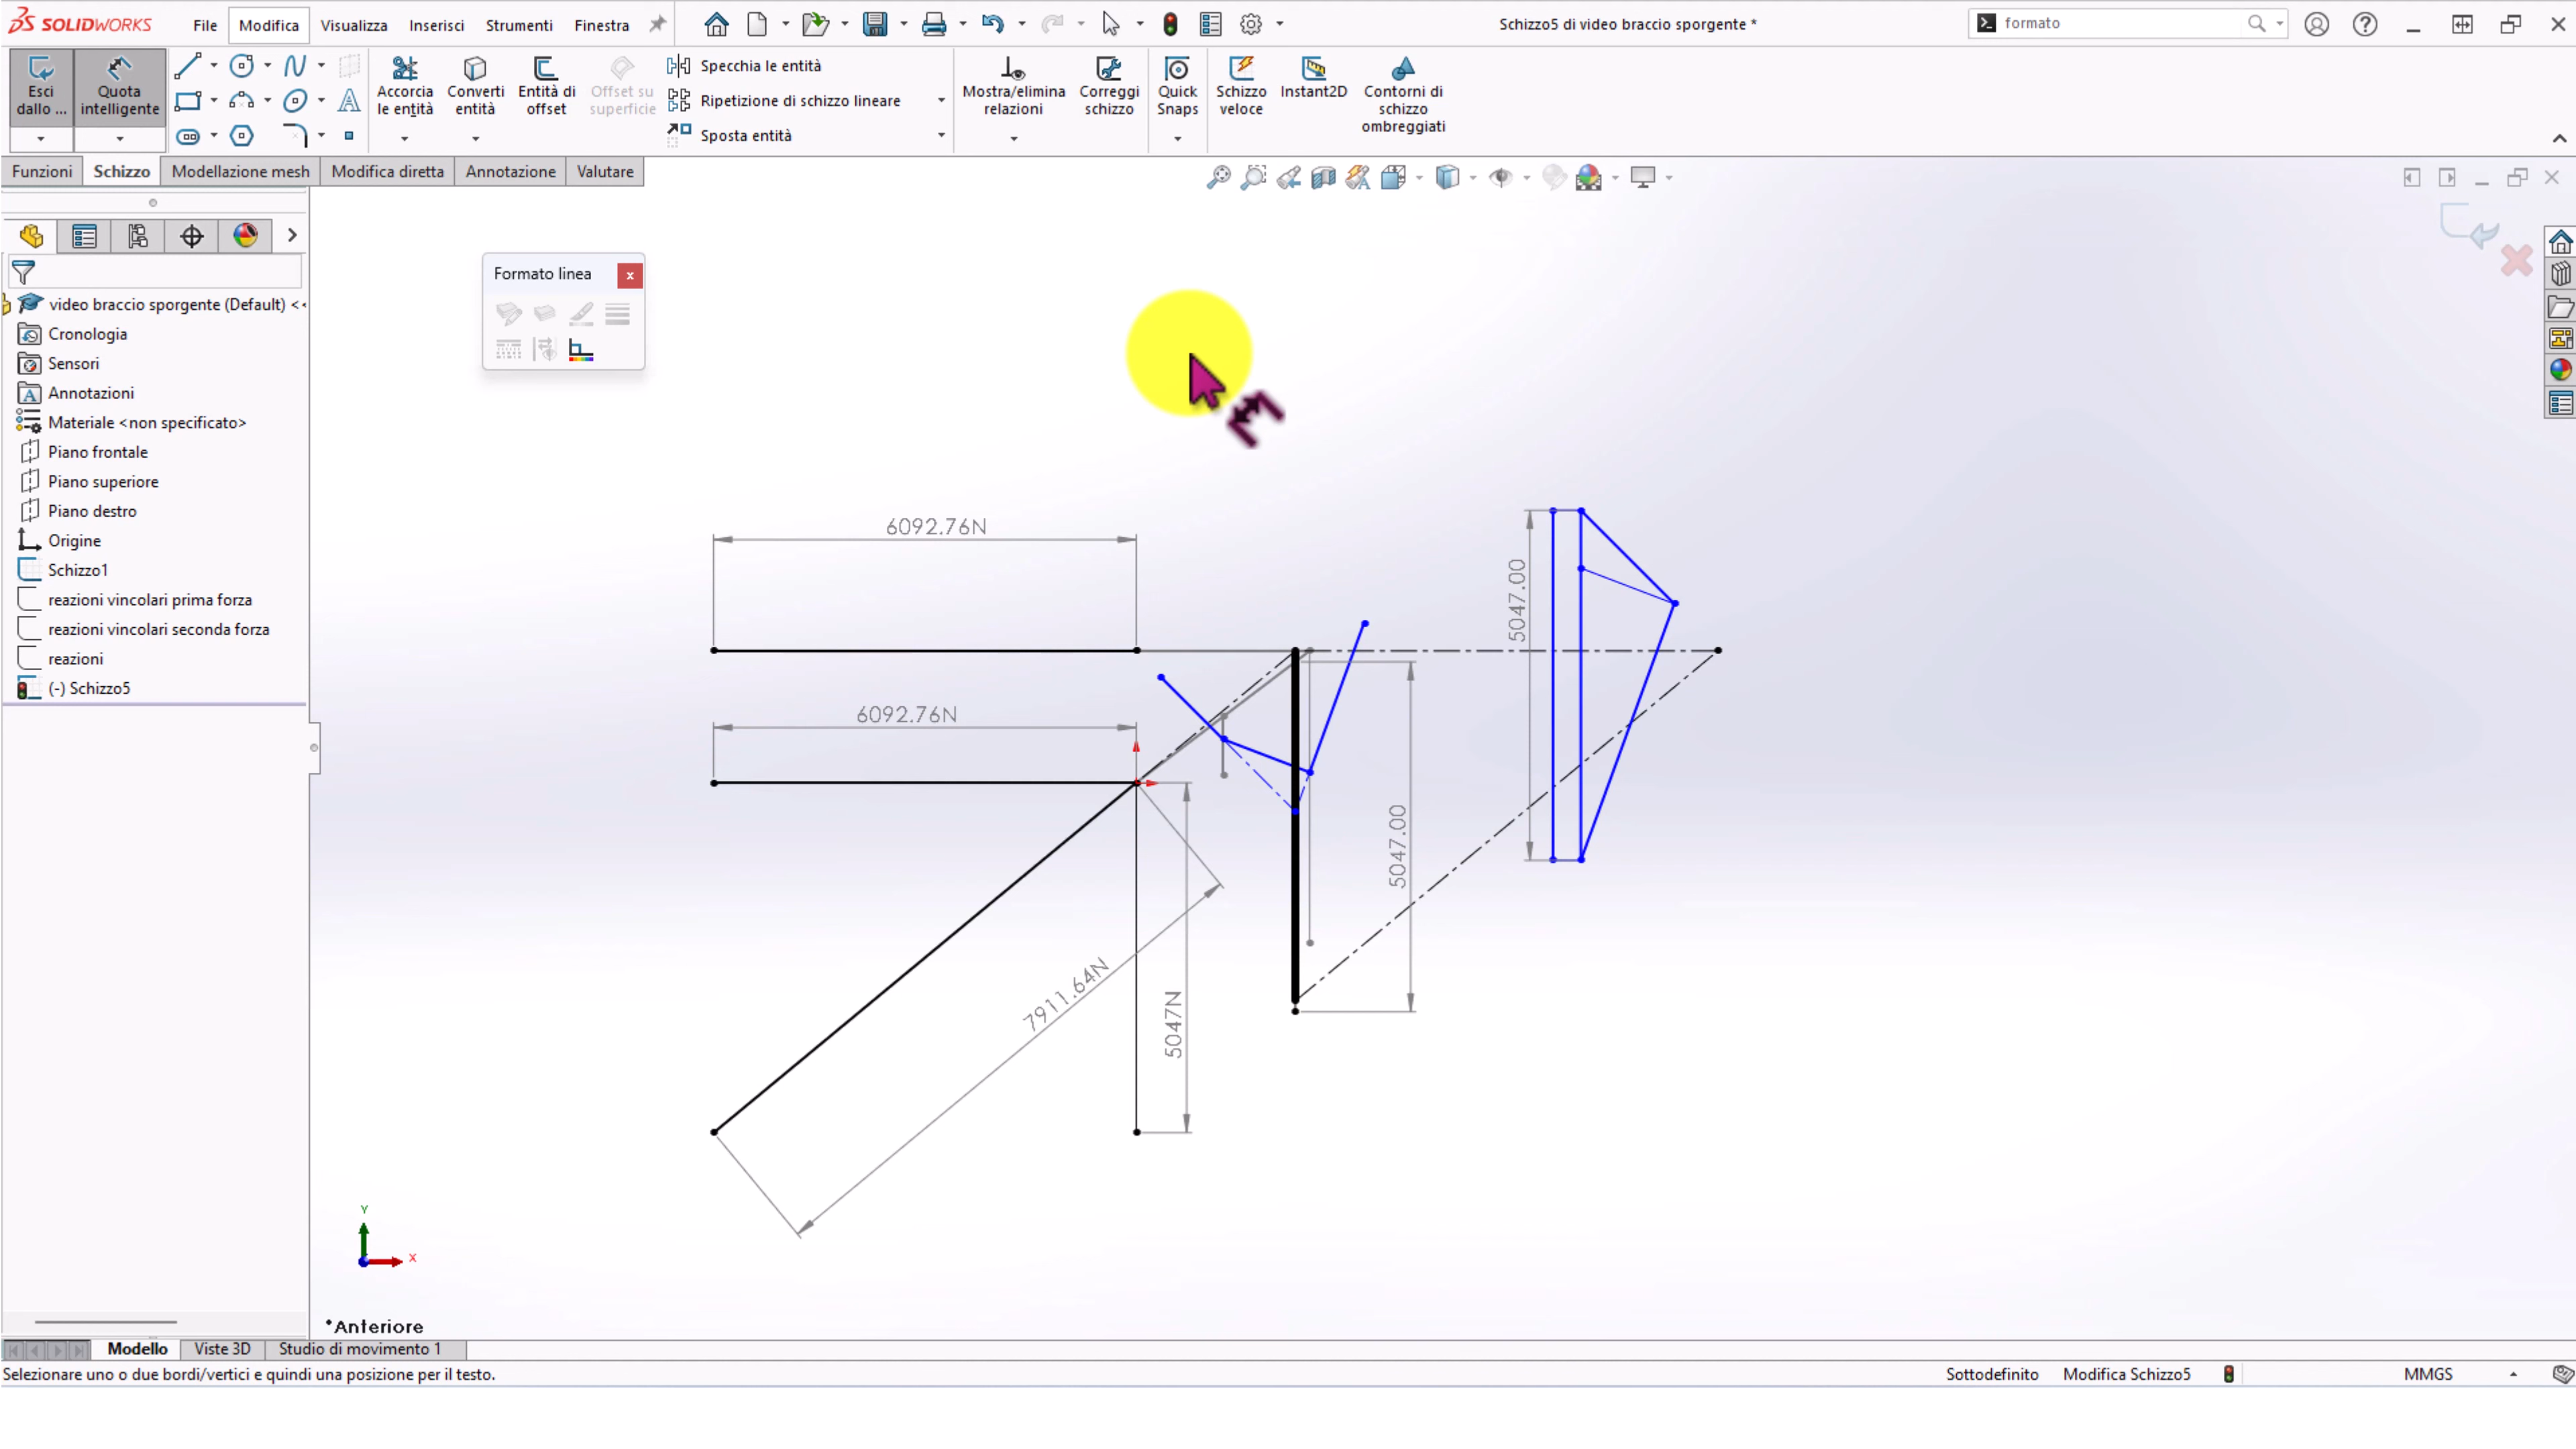 SOLIDWORKS File Modifica Visualizza Inserisci Strumenti Finestra Schizzo5 di video braccio sporgente * formato
Esci dallo ...
Quota intelligente
Accorcia le entità
Converti entità
Entità di offset
Offset su superficie
Specchia le entità
Ripetizione di schizzo lineare
Sposta entità
Mostra/elimina relazioni
Correggi schizzo
Quick Snaps
Schizzo veloce
Instant2D
Contorni di schizzo ombreggiati
Funzioni Schizzo Modellazione mesh Modifica diretta Annotazione Valutare
Formato linea x
video braccio sporgente (Default) <
Cronologia
Sensori
Annotazioni
Materiale <non specificato>
Piano frontale
Piano superiore
Piano destro
Origine
Schizzo1
reazioni vincolari prima forza
reazioni vincolari seconda forza
reazioni
(-) Schizzo5
6092.76N
5047.00
6092.76N
5047.00
7911.64N
5047N
Y
X
*Anteriore
Modello Viste 3D Studio di movimento 1
Selezionare uno o due bordi/vertici e quindi una posizione per il testo. Sottodefinito Modifica Schizzo5 MMGS